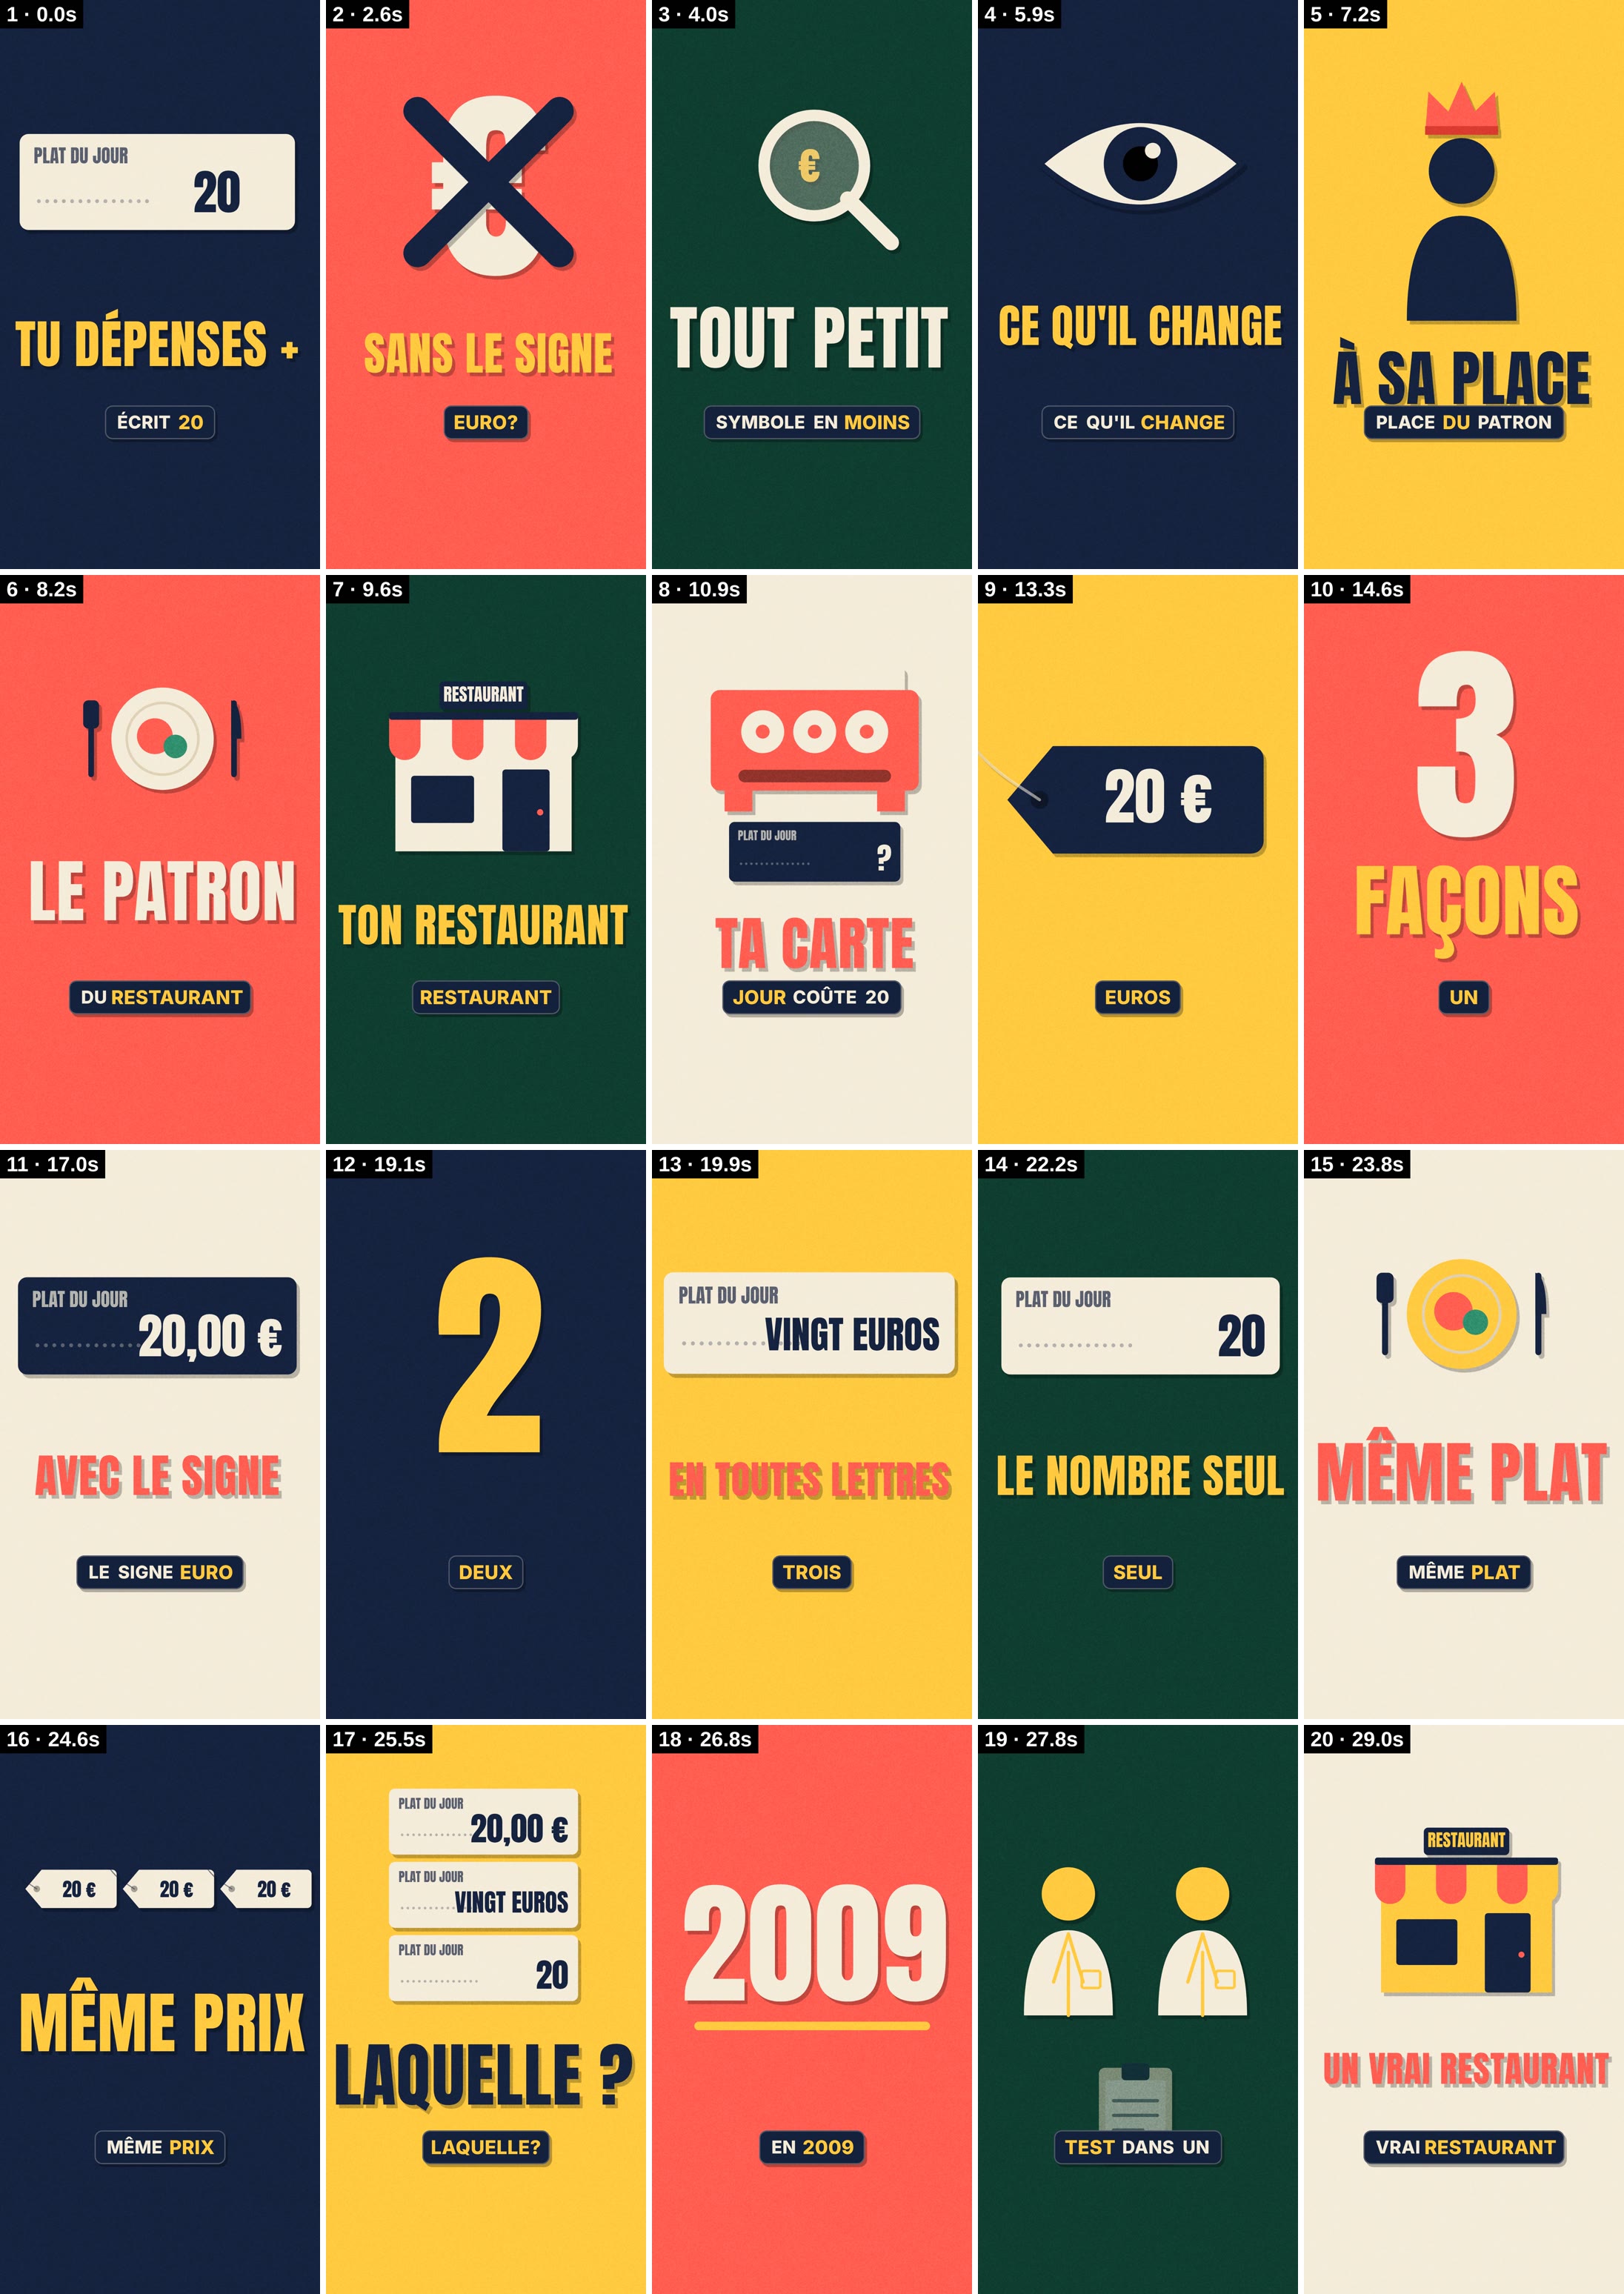 1 · 0.0s
PLAT DU JOUR
20
TU DÉPENSES +
ÉCRIT 20
2 · 2.6s
€
SANS LE SIGNE
EURO?
3 · 4.0s
€
TOUT PETIT
SYMBOLE EN MOINS
4 · 5.9s
CE QU'IL CHANGE
CE QU'IL CHANGE
5 · 7.2s
À SA PLACE
PLACE DU PATRON
6 · 8.2s
LE PATRON
DU RESTAURANT
7 · 9.6s
RESTAURANT
TON RESTAURANT
RESTAURANT
8 · 10.9s
PLAT DU JOUR
?
TA CARTE
JOUR COÛTE 20
9 · 13.3s
20 €
EUROS
10 · 14.6s
3
FAÇONS
UN
11 · 17.0s
PLAT DU JOUR
20,00 €
AVEC LE SIGNE
LE SIGNE EURO
12 · 19.1s
2
DEUX
13 · 19.9s
PLAT DU JOUR
VINGT EUROS
EN TOUTES LETTRES
TROIS
14 · 22.2s
PLAT DU JOUR
20
LE NOMBRE SEUL
SEUL
15 · 23.8s
MÊME PLAT
MÊME PLAT
16 · 24.6s
20 € 20 € 20 €
MÊME PRIX
MÊME PRIX
17 · 25.5s
PLAT DU JOUR
20,00 €
PLAT DU JOUR
VINGT EUROS
PLAT DU JOUR
20
LAQUELLE ?
LAQUELLE?
18 · 26.8s
2009
EN 2009
19 · 27.8s
TEST DANS UN
20 · 29.0s
RESTAURANT
UN VRAI RESTAURANT
VRAI RESTAURANT